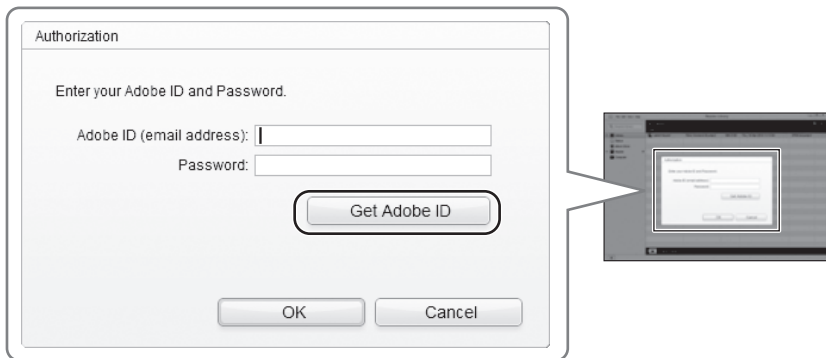 Authorization
Enter your Adobe ID and Password.
Adobe ID (email address):
Password:
Get Adobe ID
OK
Cancel